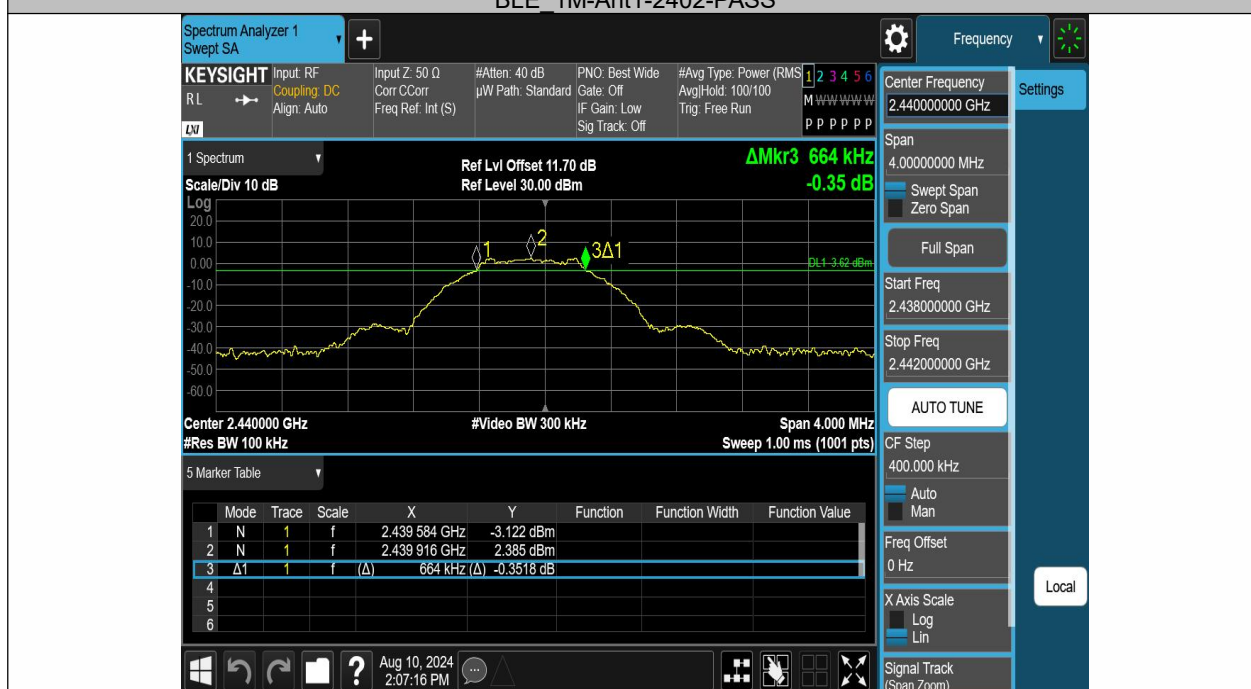 BLE_1M-Ant1-2402-PASS
Spectrum Analyzer 1
Swept SA
+
Frequency
KEYSIGHT Input: RF Input Z: 50 Ω #Atten: 40 dB PNO: Best Wide #Avg Type: Power (RMS 1 2 3 4 5 6
RL Coupling: DC Corr CCorr µW Path: Standard Gate: Off Avg|Hold: 100/100 M W W W W W
Align: Auto Freq Ref: Int (S) IF Gain: Low Trig: Free Run
LXI Sig Track: Off P P P P P P
1 Spectrum
Ref Lvl Offset 11.70 dB ΔMkr3 664 kHz
Scale/Div 10 dB Ref Level 30.00 dBm -0.35 dB
Log
20.0
10.0
0.00
-10.0
-20.0
-30.0
-40.0
-50.0
-60.0
1 2 3Δ1
DL1 -3.62 dBm
Center 2.440000 GHz #Video BW 300 kHz Span 4.000 MHz
#Res BW 100 kHz Sweep 1.00 ms (1001 pts)
5 Marker Table
Mode Trace Scale X Y Function Function Width Function Value
1 N 1 f 2.439 584 GHz -3.122 dBm
2 N 1 f 2.439 916 GHz 2.385 dBm
3 Δ1 1 f (Δ) 664 kHz (Δ) -0.3518 dB
4
5
6
Aug 10, 2024
2:07:16 PM
?
Center Frequency
2.440000000 GHz
Settings
Span
4.00000000 MHz
Swept Span
Zero Span
Full Span
Start Freq
2.438000000 GHz
Stop Freq
2.442000000 GHz
AUTO TUNE
CF Step
400.000 kHz
Auto
Man
Freq Offset
0 Hz
X Axis Scale
Log
Lin
Signal Track
(Span Zoom)
Local